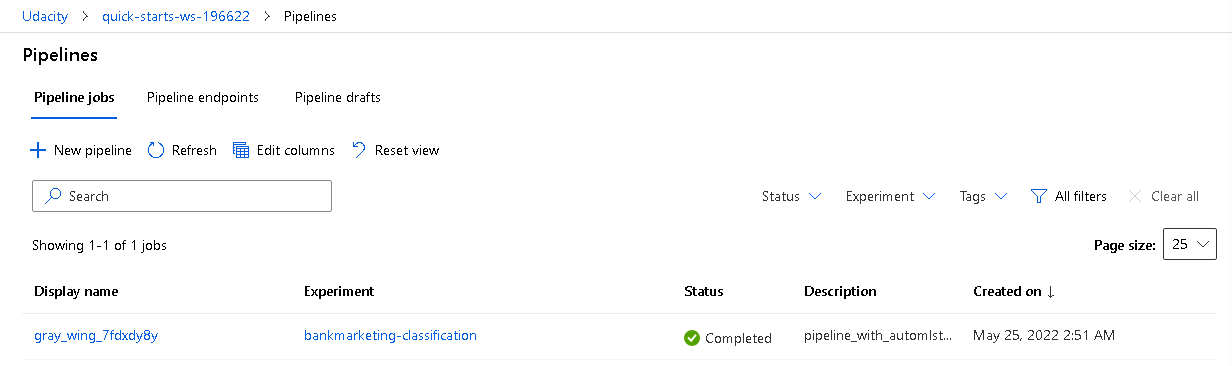 Udacity > quick-starts-ws-196622 > Pipelines
Pipelines
Pipeline jobs Pipeline endpoints Pipeline drafts
New pipeline Refresh Edit columns Reset view
Search Status Experiment Tags All filters Clear all
Showing 1-1 of 1 jobs Page size: 25
Display name Experiment Status Description Created on ↓
gray_wing_7fdxdy8y bankmarketing-classification Completed pipeline_with_automlst... May 25, 2022 2:51 AM